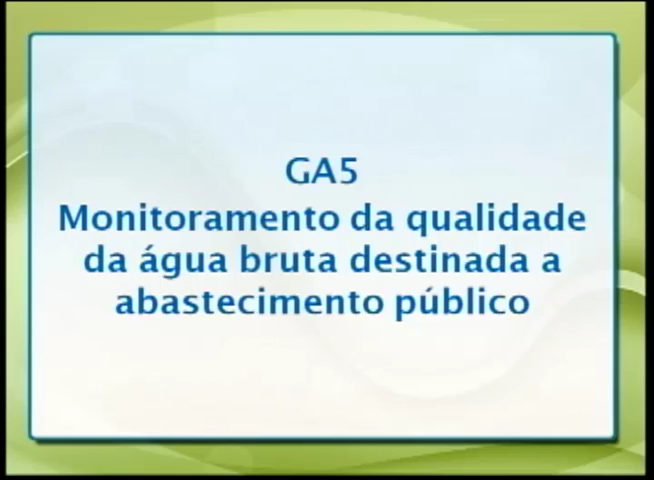 GA5
Monitoramento da qualidade
da água bruta destinada a
abastecimento público